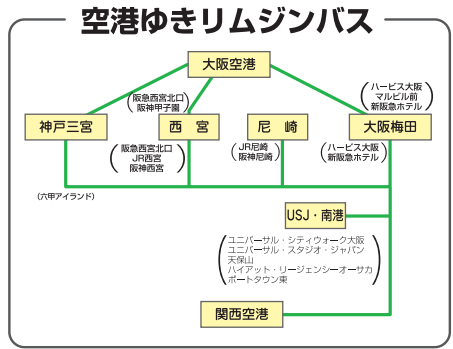 空港ゆきリムジンバス
大阪空港
(阪急西宮北口
阪神甲子園)
(ハービス大阪
マルビル前
新阪急ホテル)
神戸三宮
西 宮
尼 崎
大阪梅田
(阪急西宮北口
JR西宮
阪神西宮)
(JR尼崎
阪神尼崎)
(ハービス大阪
新阪急ホテル)
(六甲アイランド)
USJ・南港
(ユニバーサル・シティウォーク大阪
ユニバーサル・スタジオ・ジャパン
天保山
ハイアット・リージェンシーオーサカ
ポートタウン東)
関西空港